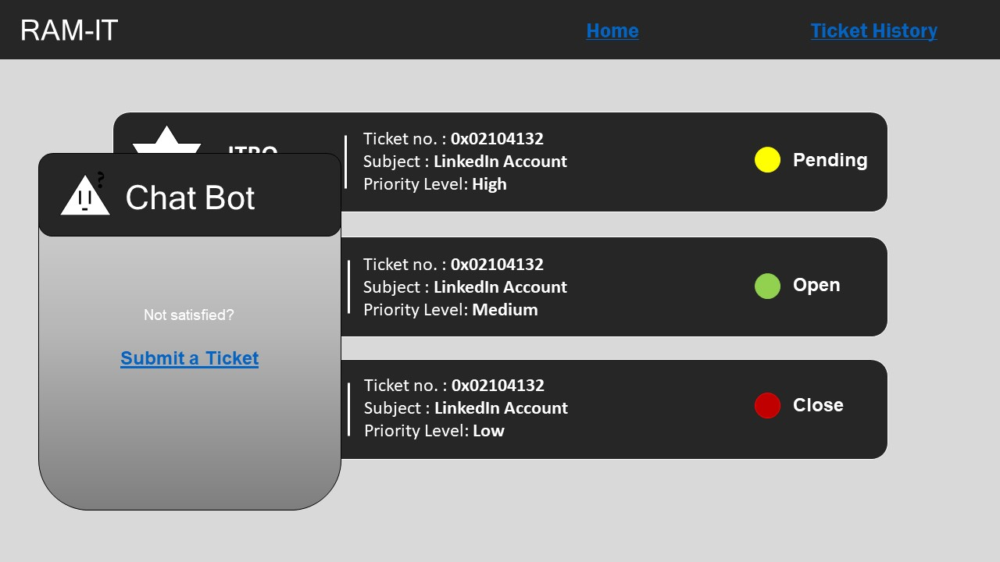 RAM-IT
Home
Ticket History
Ticket no. : 0x02104132
Subject : LinkedIn Account
Priority Level: High
Pending
?
Chat Bot
Ticket no. : 0x02104132
Subject : LinkedIn Account
Priority Level: Medium
Open
Not satisfied?
Submit a Ticket
Ticket no. : 0x02104132
Subject : LinkedIn Account
Priority Level: Low
Close